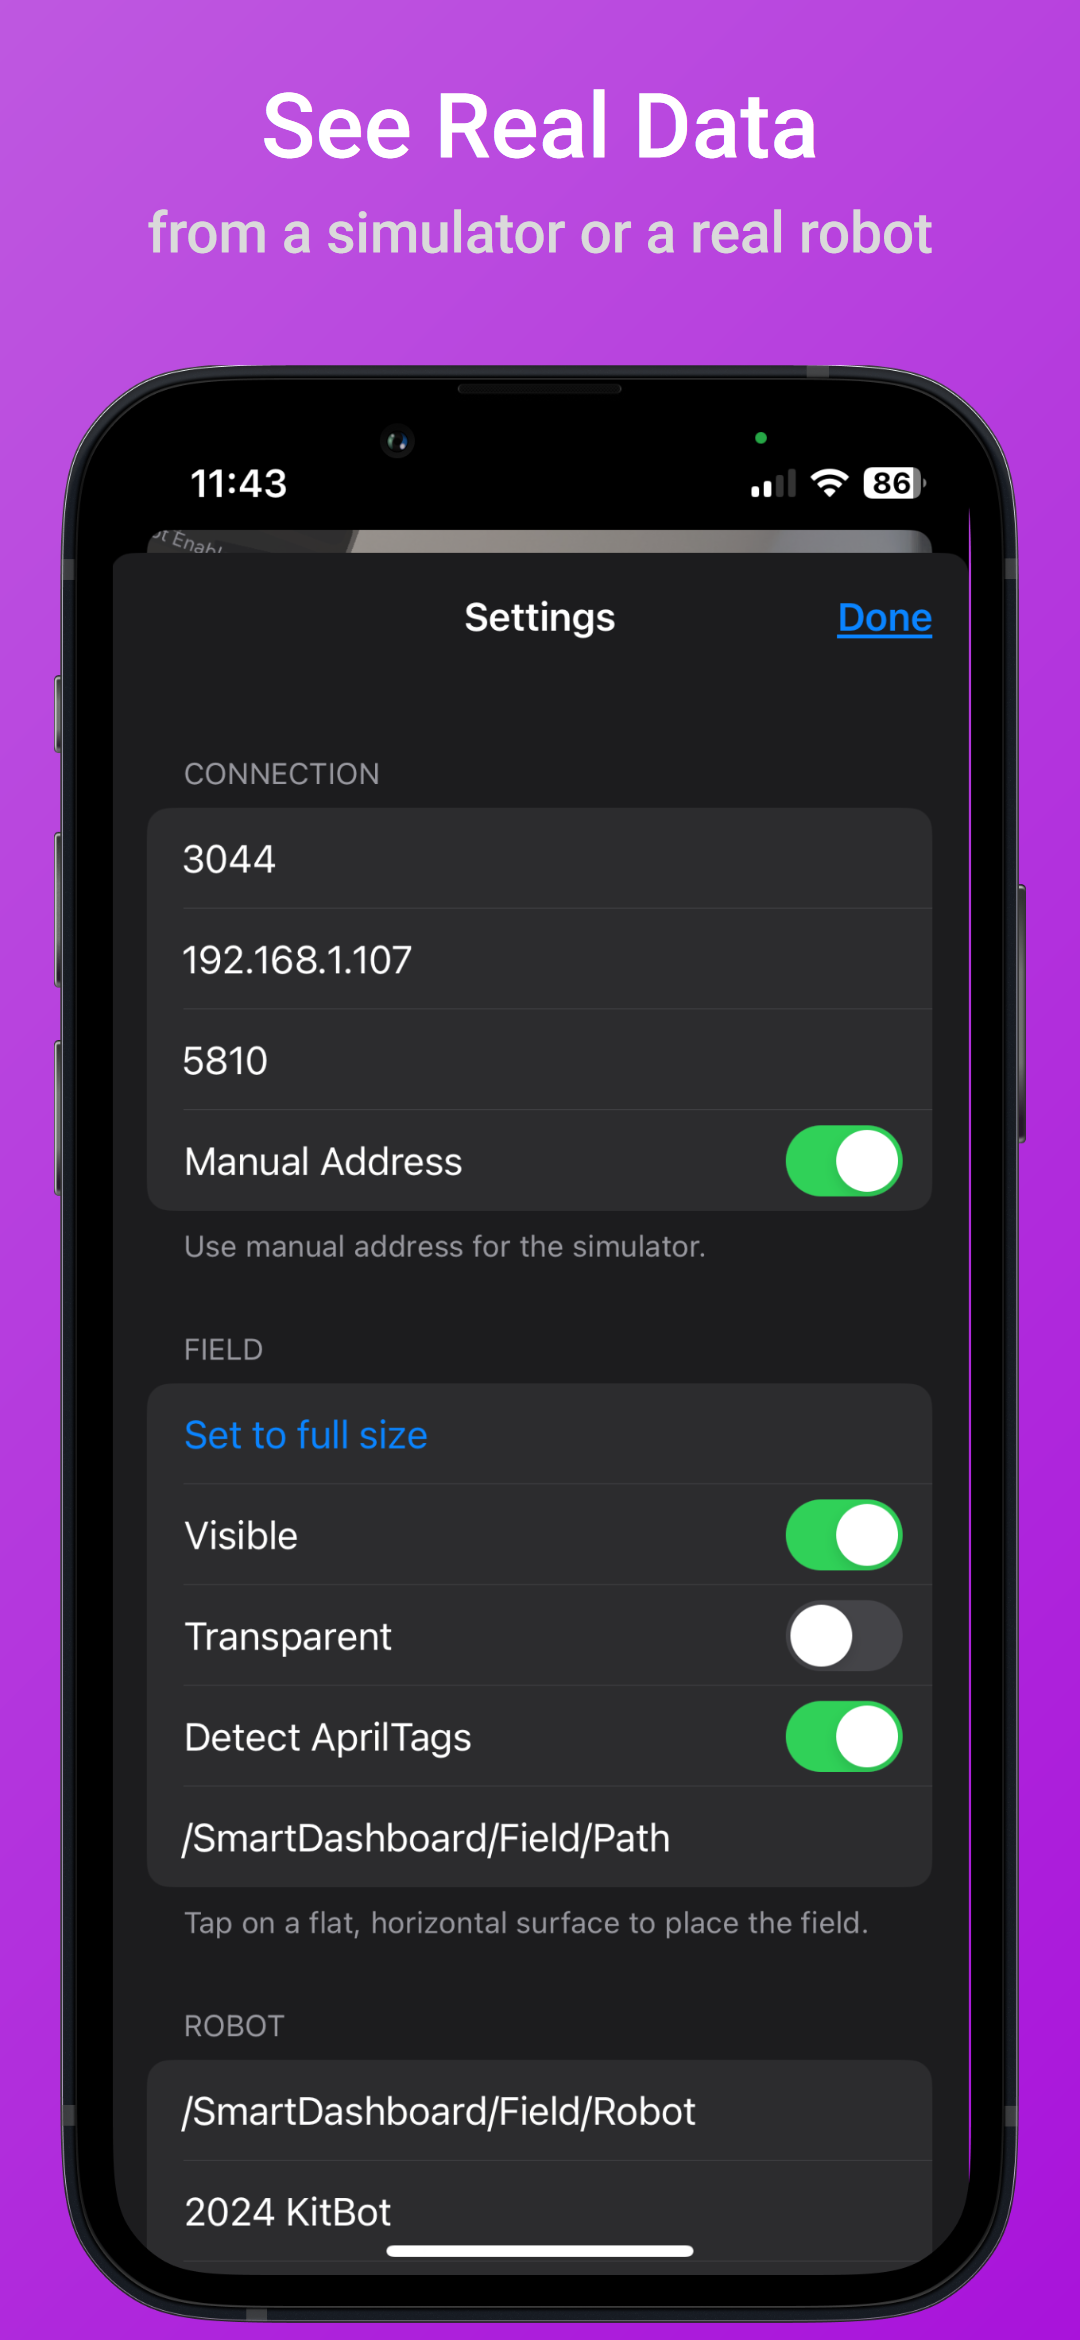 See Real Data
from a simulator or a real robot
11:43
86
Settings
Done
CONNECTION
3044
192.168.1.107
5810
Manual Address
Use manual address for the simulator.
FIELD
Set to full size
Visible
Transparent
Detect AprilTags
/SmartDashboard/Field/Path
Tap on a flat, horizontal surface to place the field.
ROBOT
/SmartDashboard/Field/Robot
2024 KitBot